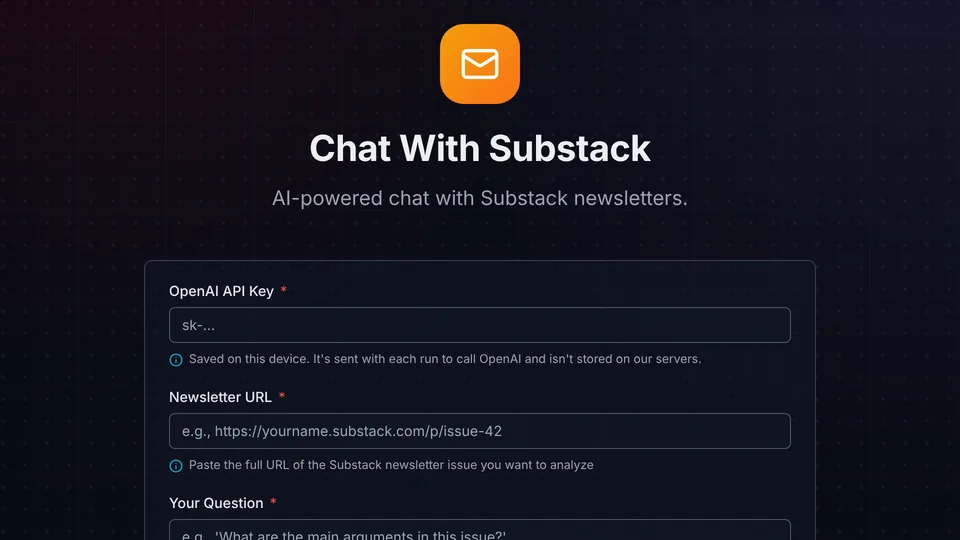 Chat With Substack
AI-powered chat with Substack newsletters.
OpenAI API Key *
sk-...
Saved on this device. It's sent with each run to call OpenAI and isn't stored on our servers.
Newsletter URL *
e.g., https://yourname.substack.com/p/issue-42
Paste the full URL of the Substack newsletter issue you want to analyze
Your Question *
e.g., 'What are the main arguments in this issue?'